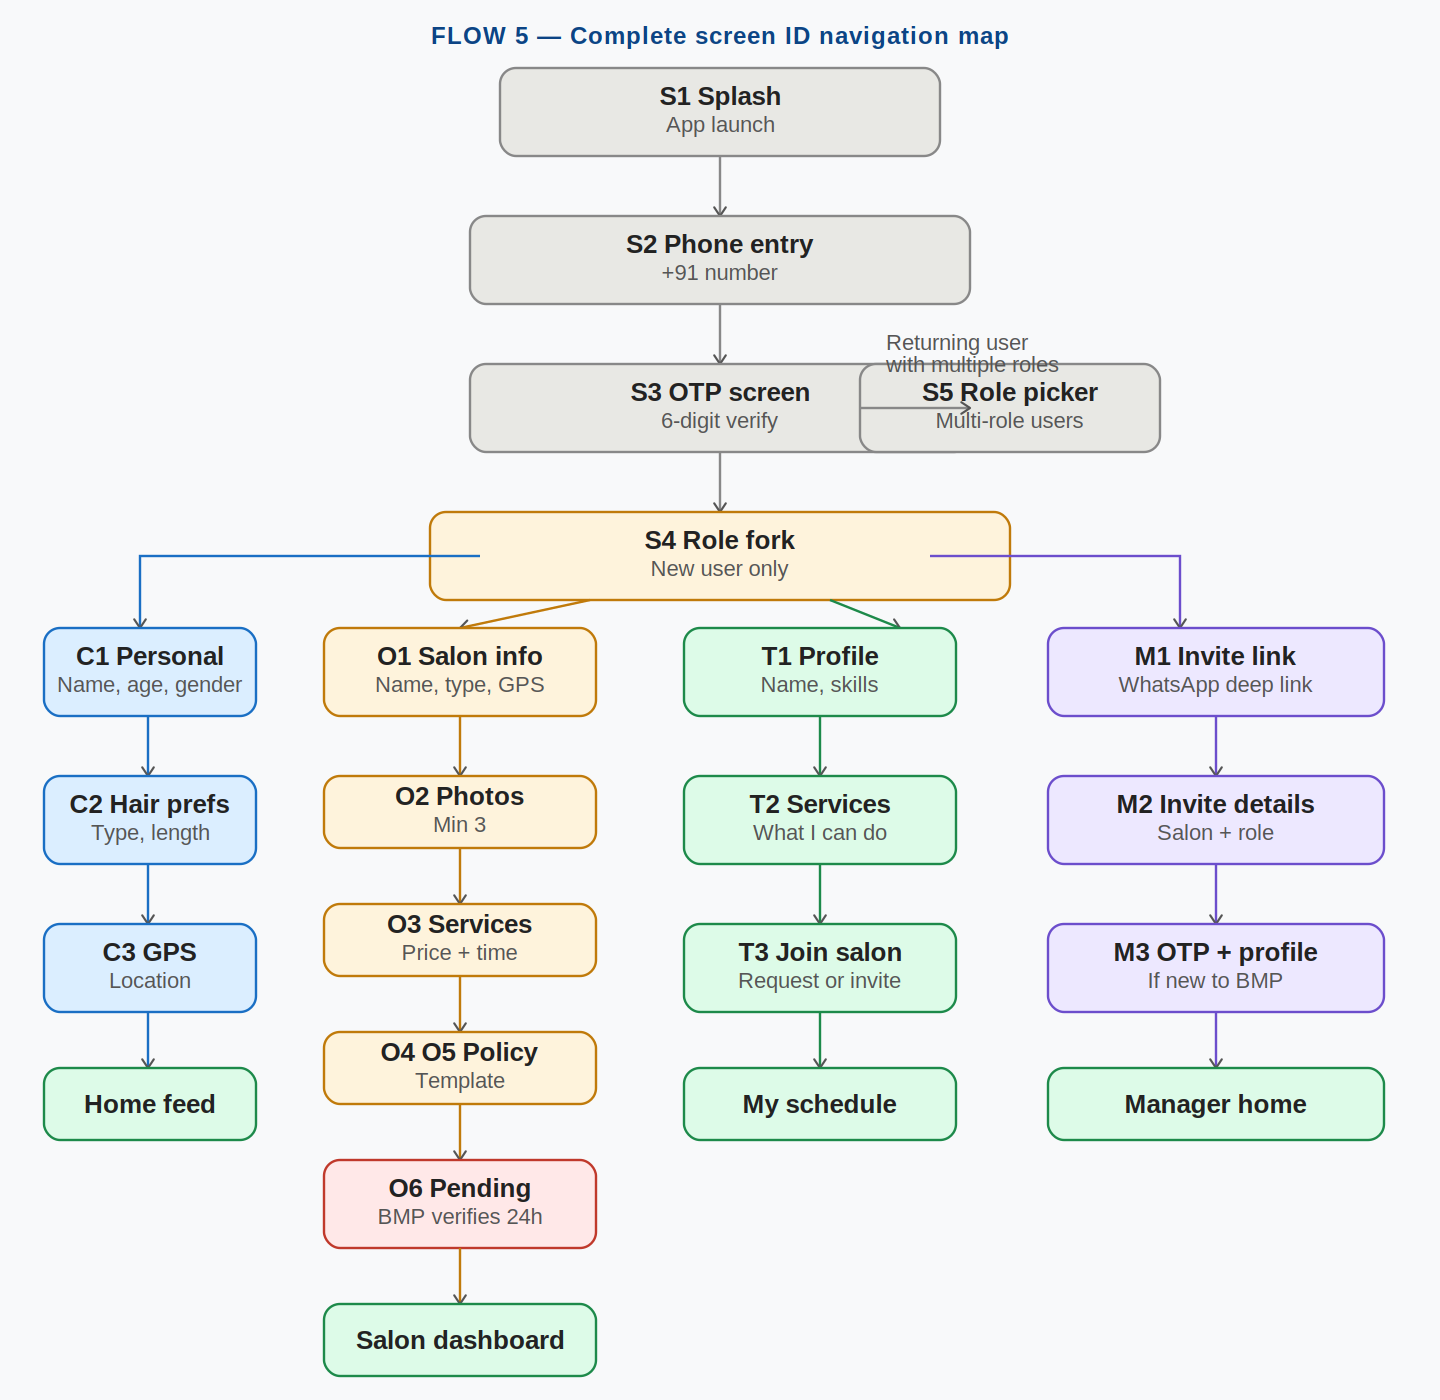 FLOW 5 — Complete screen ID navigation map
S1 Splash
App launch
S2 Phone entry
+91 number
Returning user
with multiple roles
S3 OTP screen
6-digit verify
S5 Role picker
Multi-role users
S4 Role fork
New user only
C1 Personal
Name, age, gender
O1 Salon info
Name, type, GPS
T1 Profile
Name, skills
M1 Invite link
WhatsApp deep link
C2 Hair prefs
Type, length
O2 Photos
Min 3
T2 Services
What I can do
M2 Invite details
Salon + role
C3 GPS
Location
O3 Services
Price + time
T3 Join salon
Request or invite
M3 OTP + profile
If new to BMP
Home feed
O4 O5 Policy
Template
My schedule
Manager home
O6 Pending
BMP verifies 24h
Salon dashboard